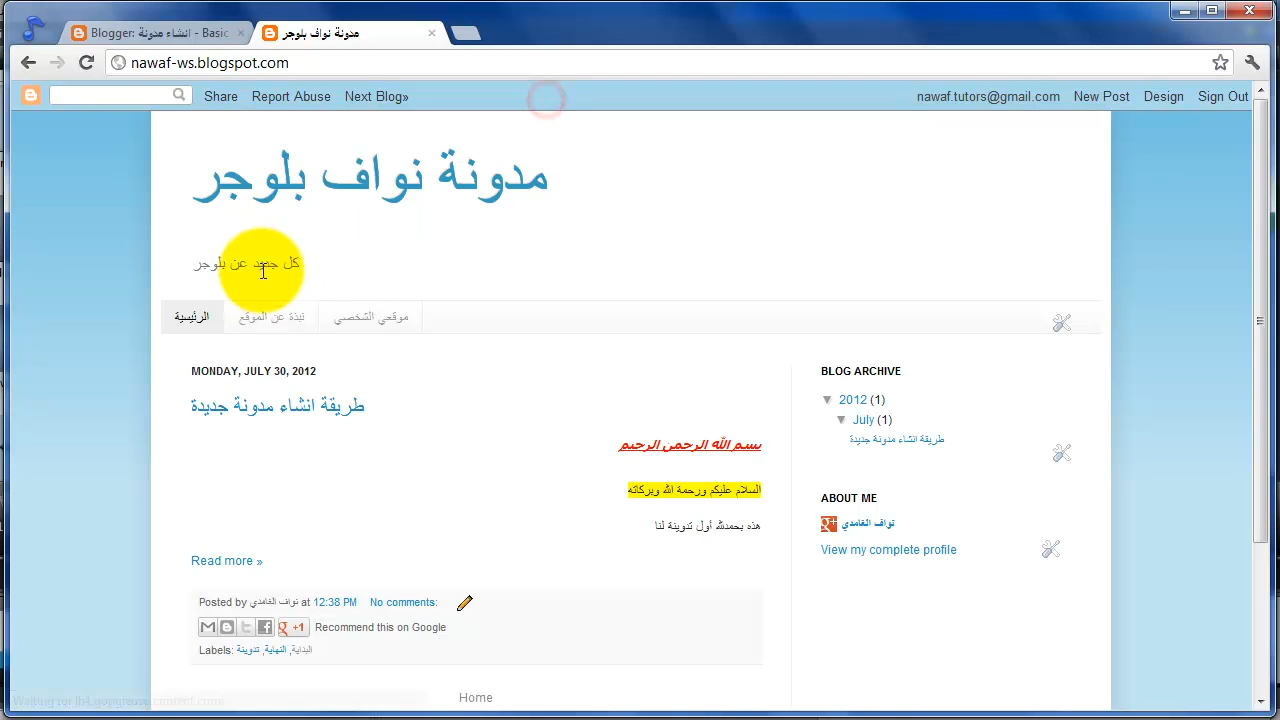 Blogger: انشاء مدونة - Basic
مدونة نواف بلوجر
nawaf-ws.blogspot.com
Share Report Abuse Next Blog» nawaf.tutors@gmail.com New Post Design Sign Out
مدونة نواف بلوجر
كل جديد عن بلوجر
الرئيسية نبذة عن الموقع موقعي الشخصي
MONDAY, JULY 30, 2012
طريقة انشاء مدونة جديدة
بسم الله الرحمن الرحيم
السلام عليكم ورحمة الله وبركاته
هذه بحمدلله أول تدوينة لنا
Read more »
Posted by نواف الغامدي at 12:38 PM No comments:
+1 Recommend this on Google
Labels: البداية, النهاية, تدوينة
Home
BLOG ARCHIVE
▼ 2012 (1)
▼ July (1)
طريقة انشاء مدونة جديدة
ABOUT ME
نواف الغامدي
View my complete profile